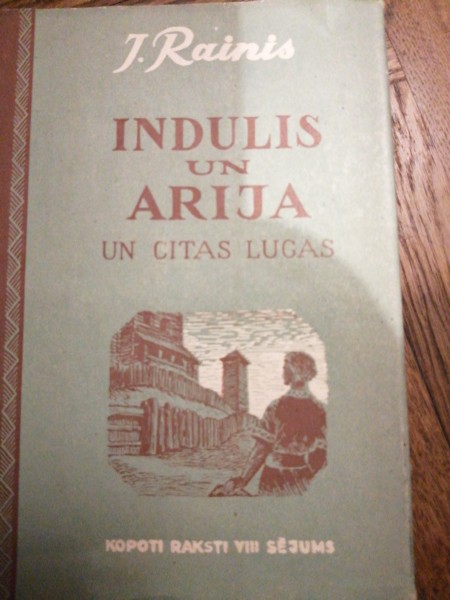 J. Rainis
INDULIS
UN
ARIJA
UN CITAS LUGAS
KOPOTI RAKSTI VIII SĒJUMS